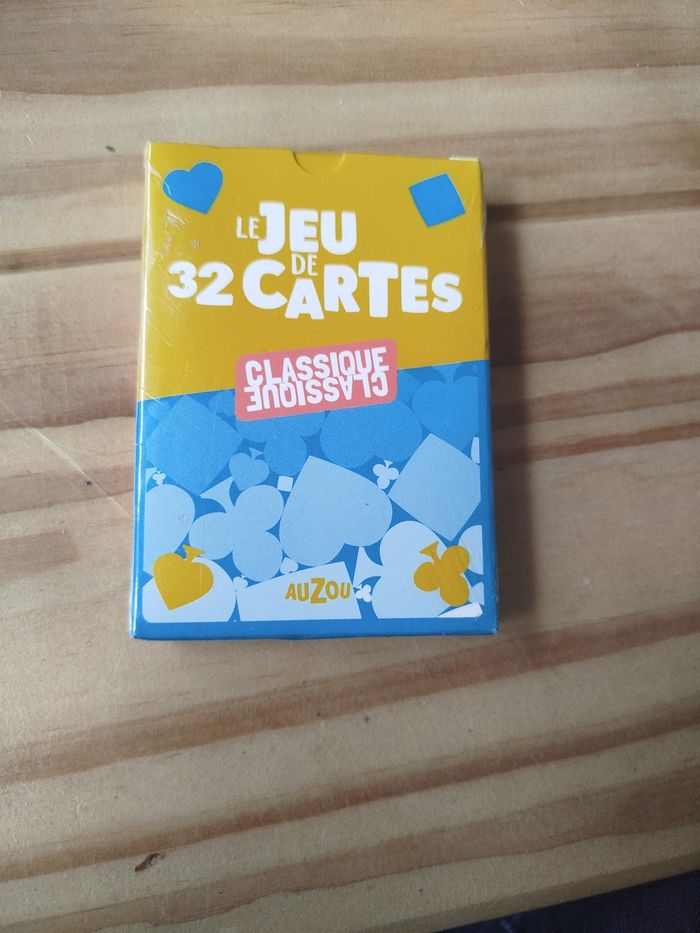 LE JEU
DE
32 CARTES
CLASSIQUE
CLASSIQUE
AUZOU